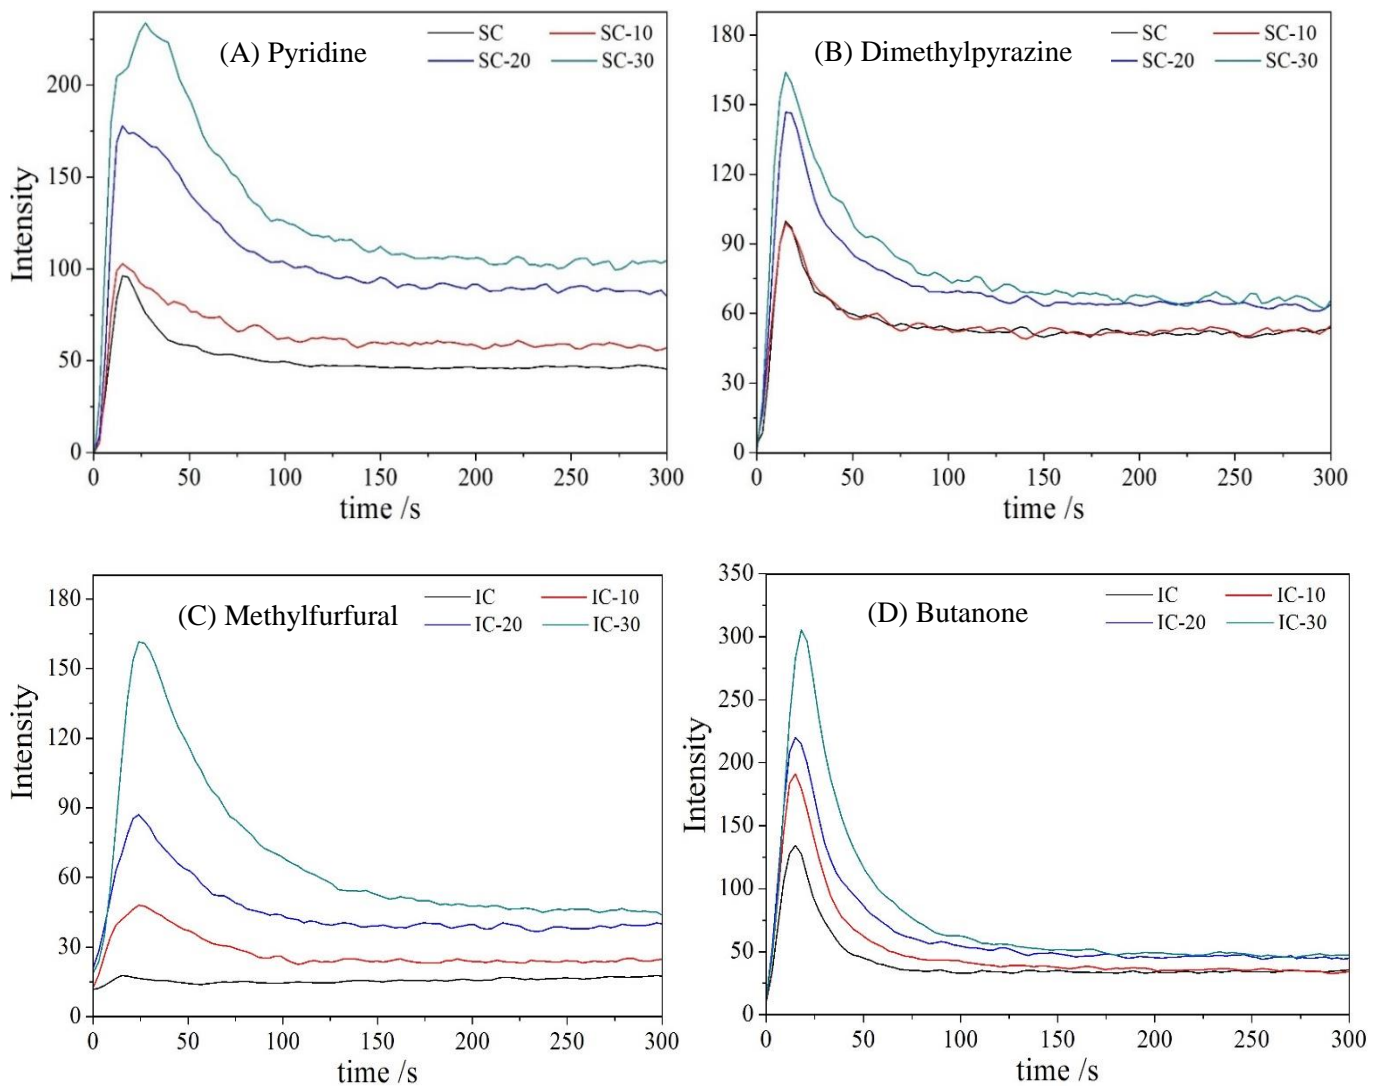 (A) Pyridine
SC SC-10
SC-20 SC-30
Intensity
200
150
100
50
0
0 50 100 150 200 250 300
time /s
(B) Dimethylpyrazine
SC SC-10
SC-20 SC-30
180
150
120
90
60
30
0
0 50 100 150 200 250 300
time /s
(C) Methylfurfural
IC IC-10
IC-20 IC-30
Intensity
180
150
120
90
60
30
0
0 50 100 150 200 250 300
time /s
(D) Butanone
IC IC-10
IC-20 IC-30
Intensity
350
300
250
200
150
100
50
0
0 50 100 150 200 250 300
time /s